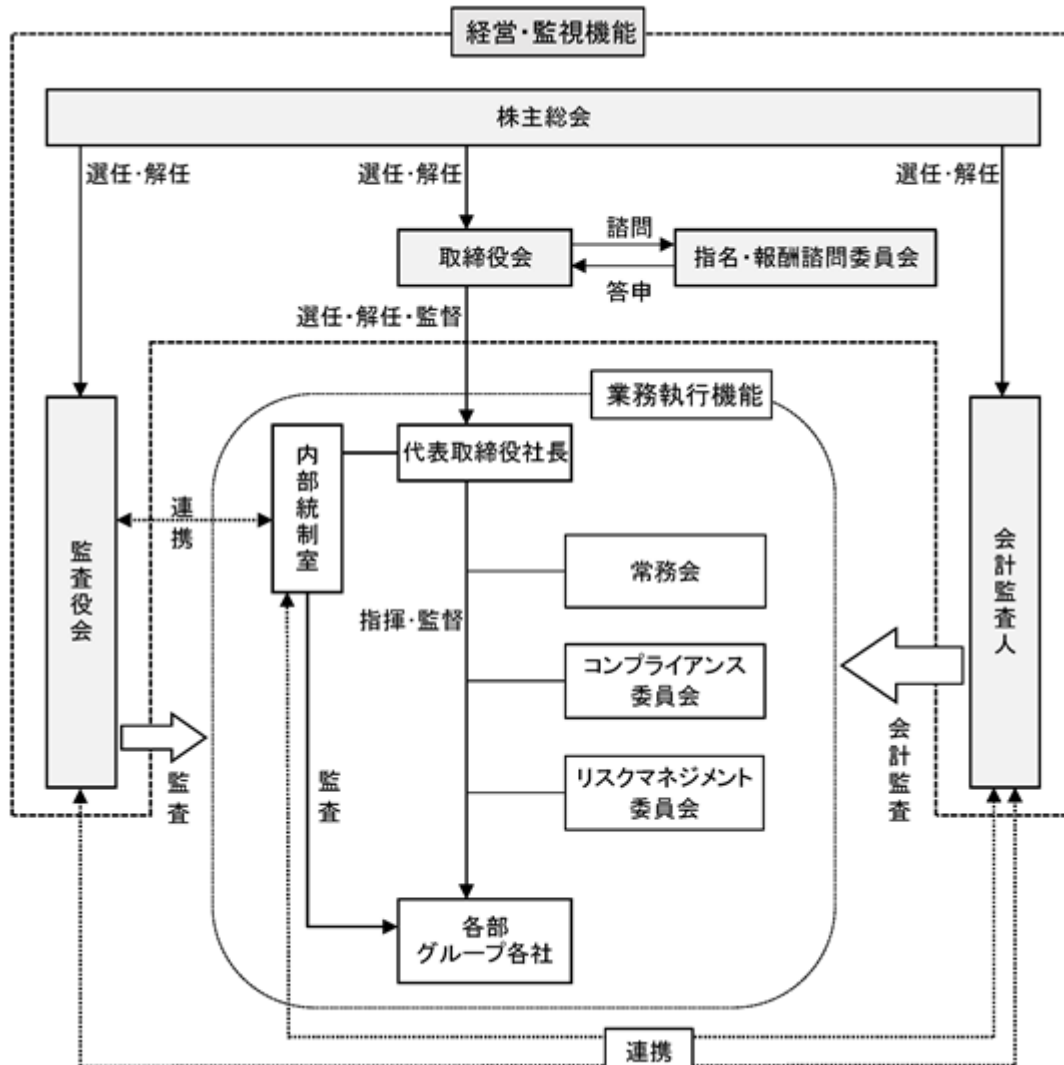 経営・監視機能
株主総会
選任・解任
選任・解任
選任・解任
取締役会
諮問
答申
指名・報酬諮問委員会
選任・解任・監督
業務執行機能
代表取締役社長
内部統制室
連携
監査役会
会計監査人
常務会
指揮・監督
コンプライアンス
委員会
リスクマネジメント
委員会
監査
監査
会計監査
各部
グループ各社
連携